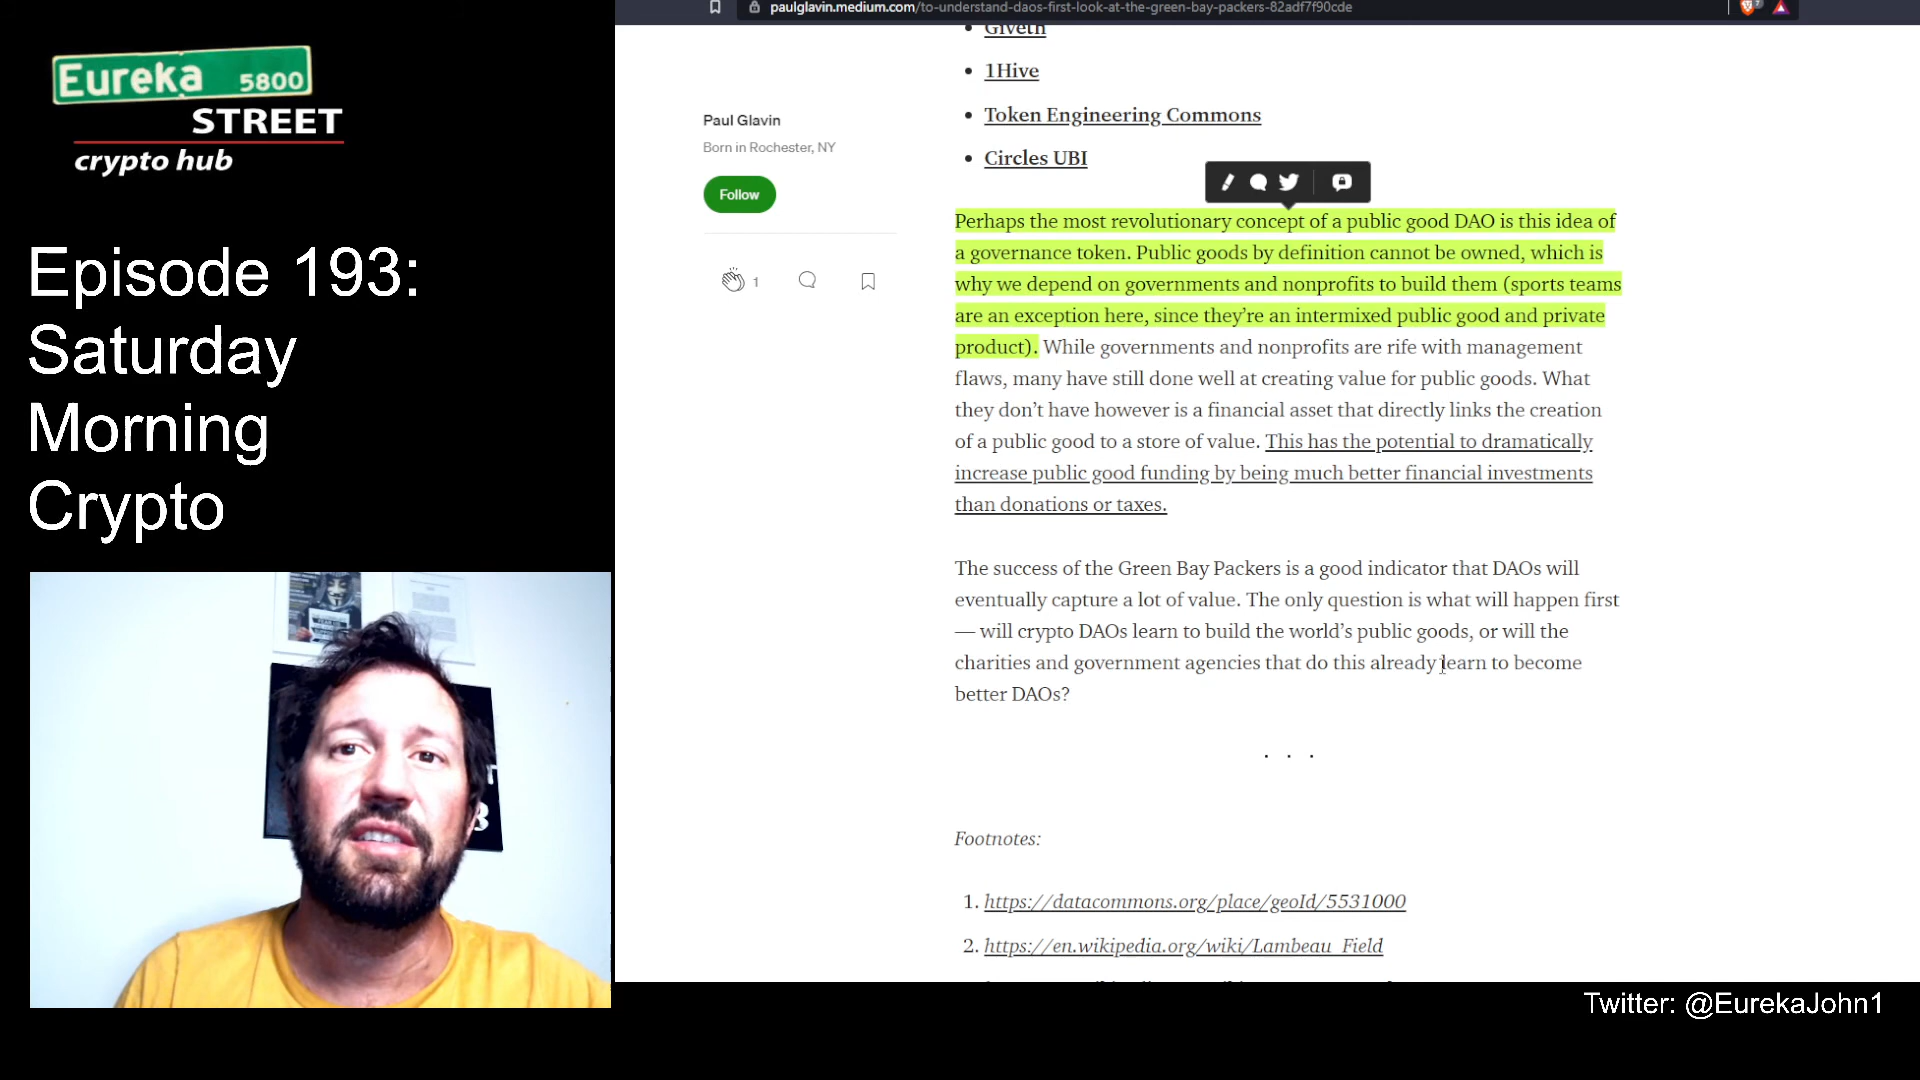 Eureka 5800
STREET
crypto hub
Episode 193:
Saturday
Morning
Crypto
paulglavin.medium.com/to-understand-daos-first-look-at-the-green-bay-packers-82adf7f90cde
Paul Glavin
Born in Rochester, NY
Follow
1
• Giveth
• 1Hive
• Token Engineering Commons
• Circles UBI
Perhaps the most revolutionary concept of a public good DAO is this idea of
a governance token. Public goods by definition cannot be owned, which is
why we depend on governments and nonprofits to build them (sports teams
are an exception here, since they’re an intermixed public good and private
product). While governments and nonprofits are rife with management
flaws, many have still done well at creating value for public goods. What
they don’t have however is a financial asset that directly links the creation
of a public good to a store of value. This has the potential to dramatically
increase public good funding by being much better financial investments
than donations or taxes.
The success of the Green Bay Packers is a good indicator that DAOs will
eventually capture a lot of value. The only question is what will happen first
— will crypto DAOs learn to build the world’s public goods, or will the
charities and government agencies that do this already learn to become
better DAOs?
. . .
Footnotes:
1. https://datacommons.org/place/geoId/5531000
2. https://en.wikipedia.org/wiki/Lambeau_Field
Twitter: @EurekaJohn1